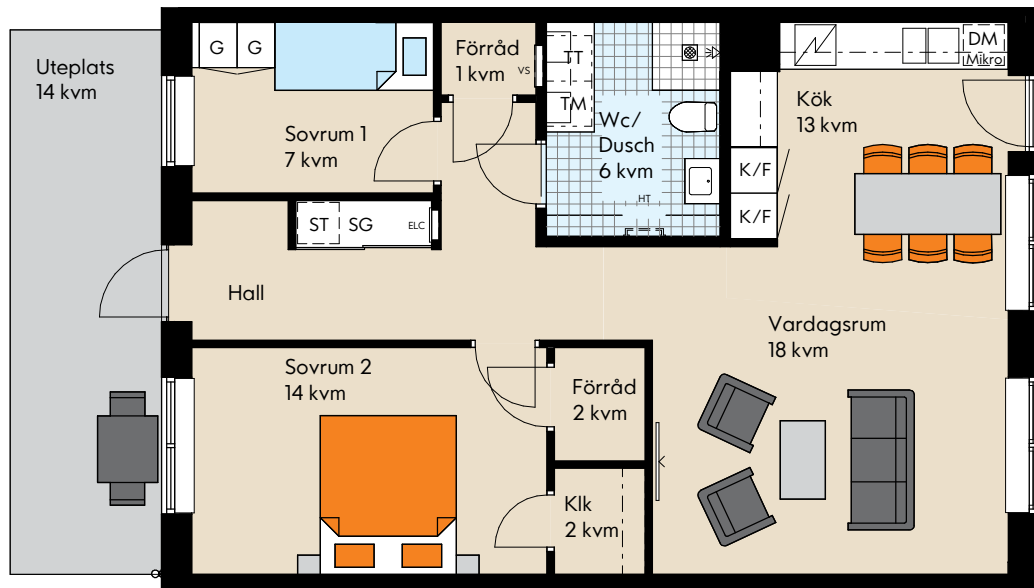 Uteplats
14 kvm
G
G
Förråd
1 kvm
VS
TT
TM
Wc/
Dusch
6 kvm
HT
DM
Mikro
Kök
13 kvm
K/F
K/F
Sovrum 1
7 kvm
ST
SG
ELC
Hall
Vardagsrum
18 kvm
Sovrum 2
14 kvm
Förråd
2 kvm
Klk
2 kvm